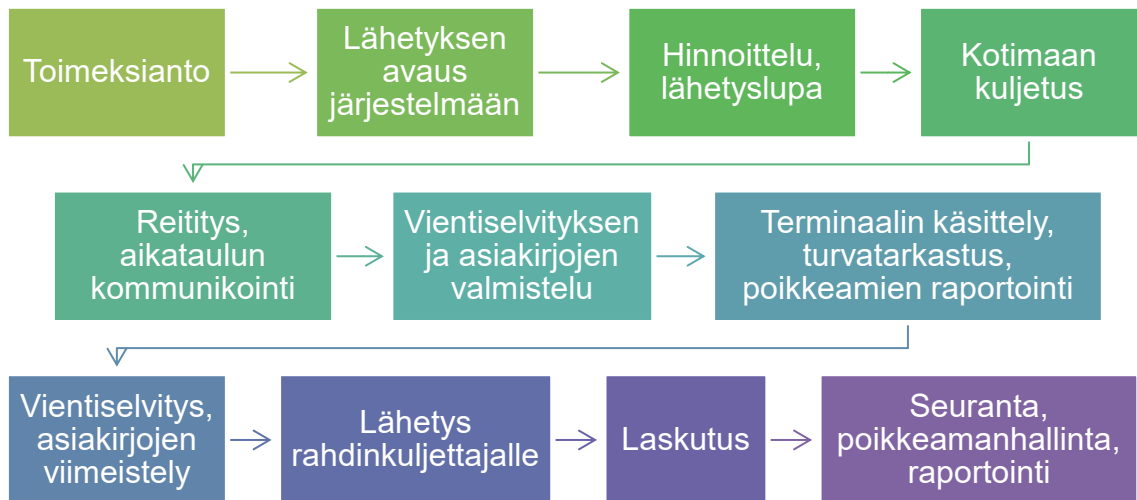 Toimeksianto
Lähetyksen
avaus
järjestelmään
Hinnoittelu,
lähetyslupa
Kotimaan
kuljetus
Reititys,
aikataulun
kommunikointi
Vientiselvityksen
ja asiakirjojen
valmistelu
Terminaalin käsittely,
turvatarkastus,
poikkeamien raportointi
Vientiselvitys,
asiakirjojen
viimeistely
Lähetys
rahdinkuljettajalle
Laskutus
Seuranta,
poikkeamanhallinta,
raportointi